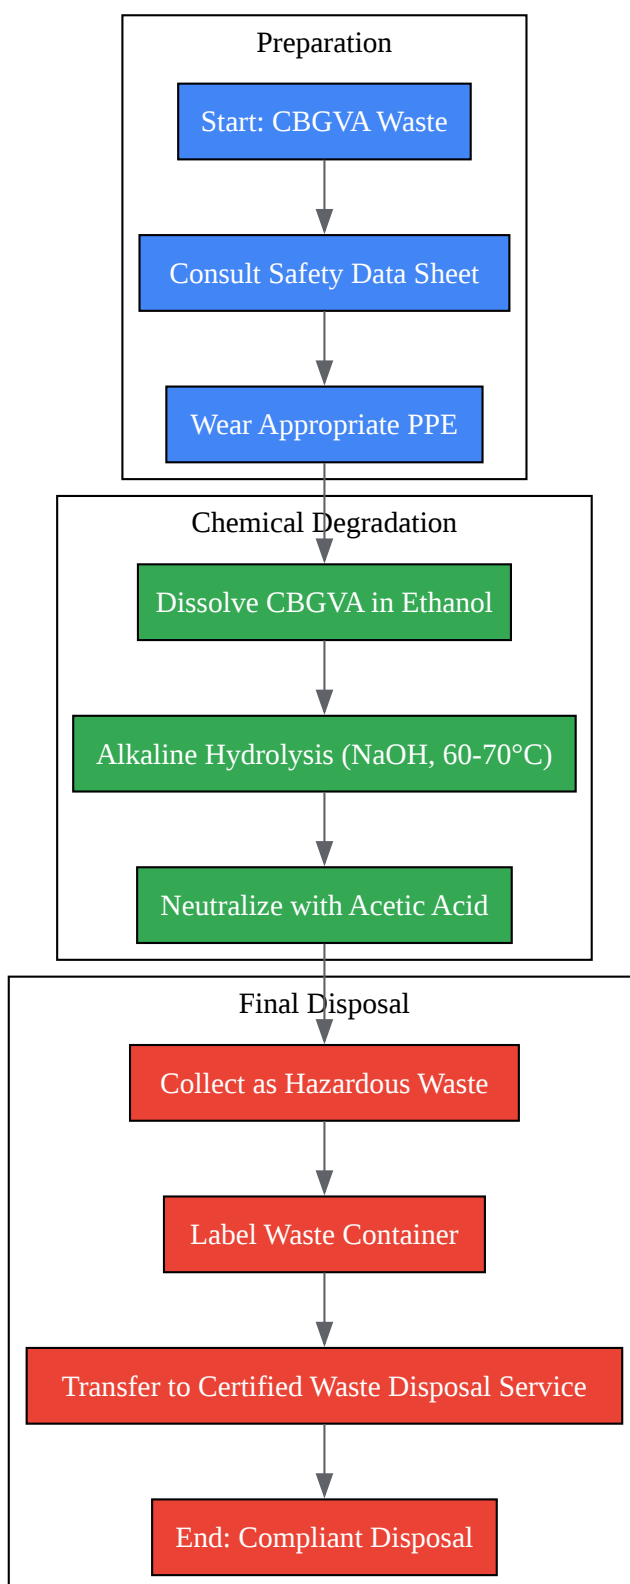 Preparation
Start: CBGVA Waste
Consult Safety Data Sheet
Wear Appropriate PPE
Chemical Degradation
Dissolve CBGVA in Ethanol
Alkaline Hydrolysis (NaOH, 60-70°C)
Neutralize with Acetic Acid
Final Disposal
Collect as Hazardous Waste
Label Waste Container
Transfer to Certified Waste Disposal Service
End: Compliant Disposal